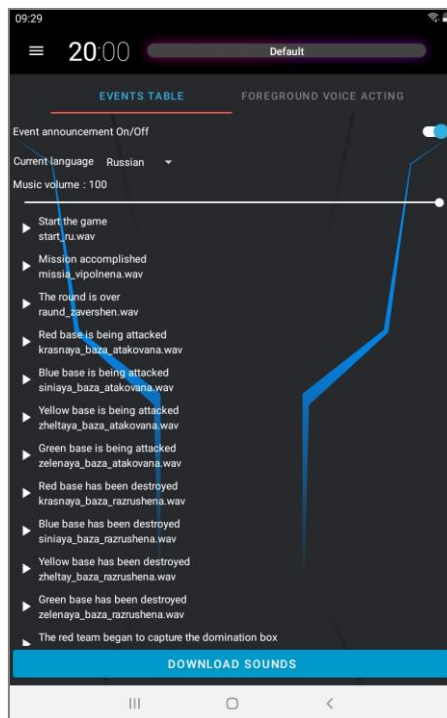 09:29
20:00
Default
EVENTS TABLE
FOREGROUND VOICE ACTING
Event announcement On/Off
Current language Russian
Music volume : 100
Start the game
start_ru.wav
Mission accomplished
missia_vipolnena.wav
The round is over
raund_zavershen.wav
Red base is being attacked
krasnaya_baza_atakovana.wav
Blue base is being attacked
siniaya_baza_atakovana.wav
Yellow base is being attacked
zheltaya_baza_atakovana.wav
Green base is being attacked
zelenaya_baza_atakovana.wav
Red base has been destroyed
krasnaya_baza_razrushena.wav
Blue base has been destroyed
siniaya_baza_razrushena.wav
Yellow base has been destroyed
zheltay_baza_razrushena.wav
Green base has been destroyed
zelenaya_baza_razrushena.wav
The red team began to capture the domination box
DOWNLOAD SOUNDS